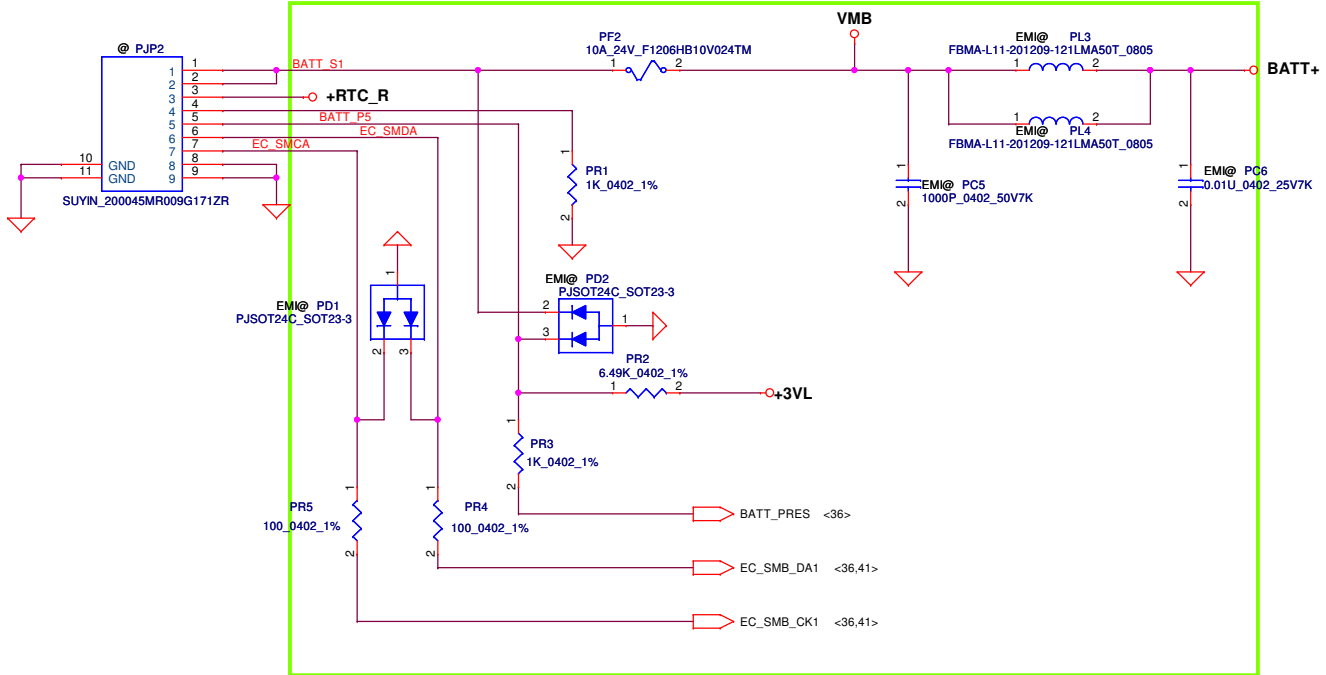 VMB
@ PJP2
PF2
10A_24V_F1206HB10V024TM
EMI@ PL3
FBMA-L11-201209-121LMA50T_0805
1 1
2 2
3 3
4 4
5 5
6 6
7 7
8 8
9 9
10 GND
11 GND
SUYIN_200045MR009G171ZR
BATT_S1
+RTC_R
BATT_P5
EC_SMDA
EC_SMCA
1 2
1 2
BATT+
1 2
EMI@ PL4
FBMA-L11-201209-121LMA50T_0805
1
PR1
1K_0402_1%
2
1
EMI@ PC5
1000P_0402_50V7K
2
1
EMI@ PC6
0.01U_0402_25V7K
2
1
EMI@ PD1
PJSOT24C_SOT23-3
2 3
EMI@ PD2
PJSOT24C_SOT23-3
2 1
3
PR2
6.49K_0402_1%
1 2
+3VL
1
PR3
1K_0402_1%
2
1
PR5
100_0402_1%
2
1
PR4
100_0402_1%
2
BATT_PRES <36>
EC_SMB_DA1 <36,41>
EC_SMB_CK1 <36,41>